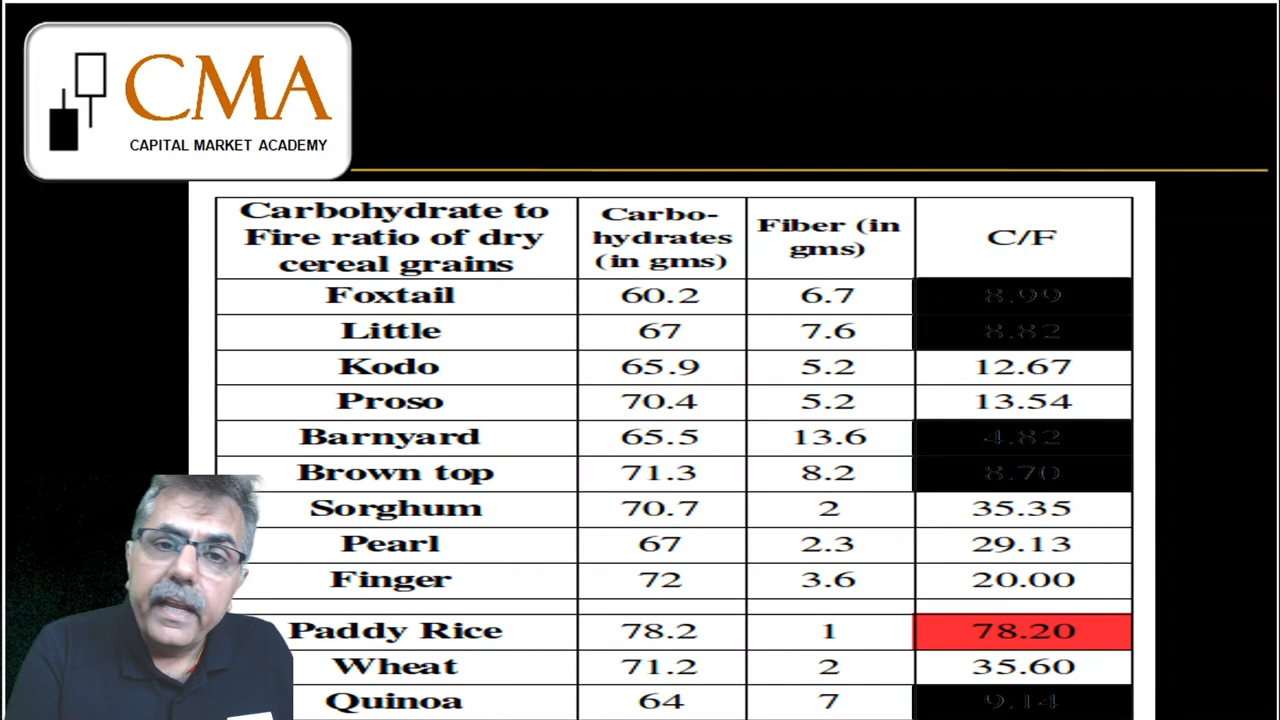 CMA
CAPITAL MARKET ACADEMY
Carbohydrate to
Fire ratio of dry
cereal grains
Carbo-
hydrates
(in gms)
Fiber (in
gms)
C/F
Foxtail 60.2 6.7 8.99
Little 67 7.6 8.82
Kodo 65.9 5.2 12.67
Proso 70.4 5.2 13.54
Barnyard 65.5 13.6 4.82
Brown top 71.3 8.2 8.70
Sorghum 70.7 2 35.35
Pearl 67 2.3 29.13
Finger 72 3.6 20.00
Paddy Rice 78.2 1 78.20
Wheat 71.2 2 35.60
Quinoa 64 7 9.14